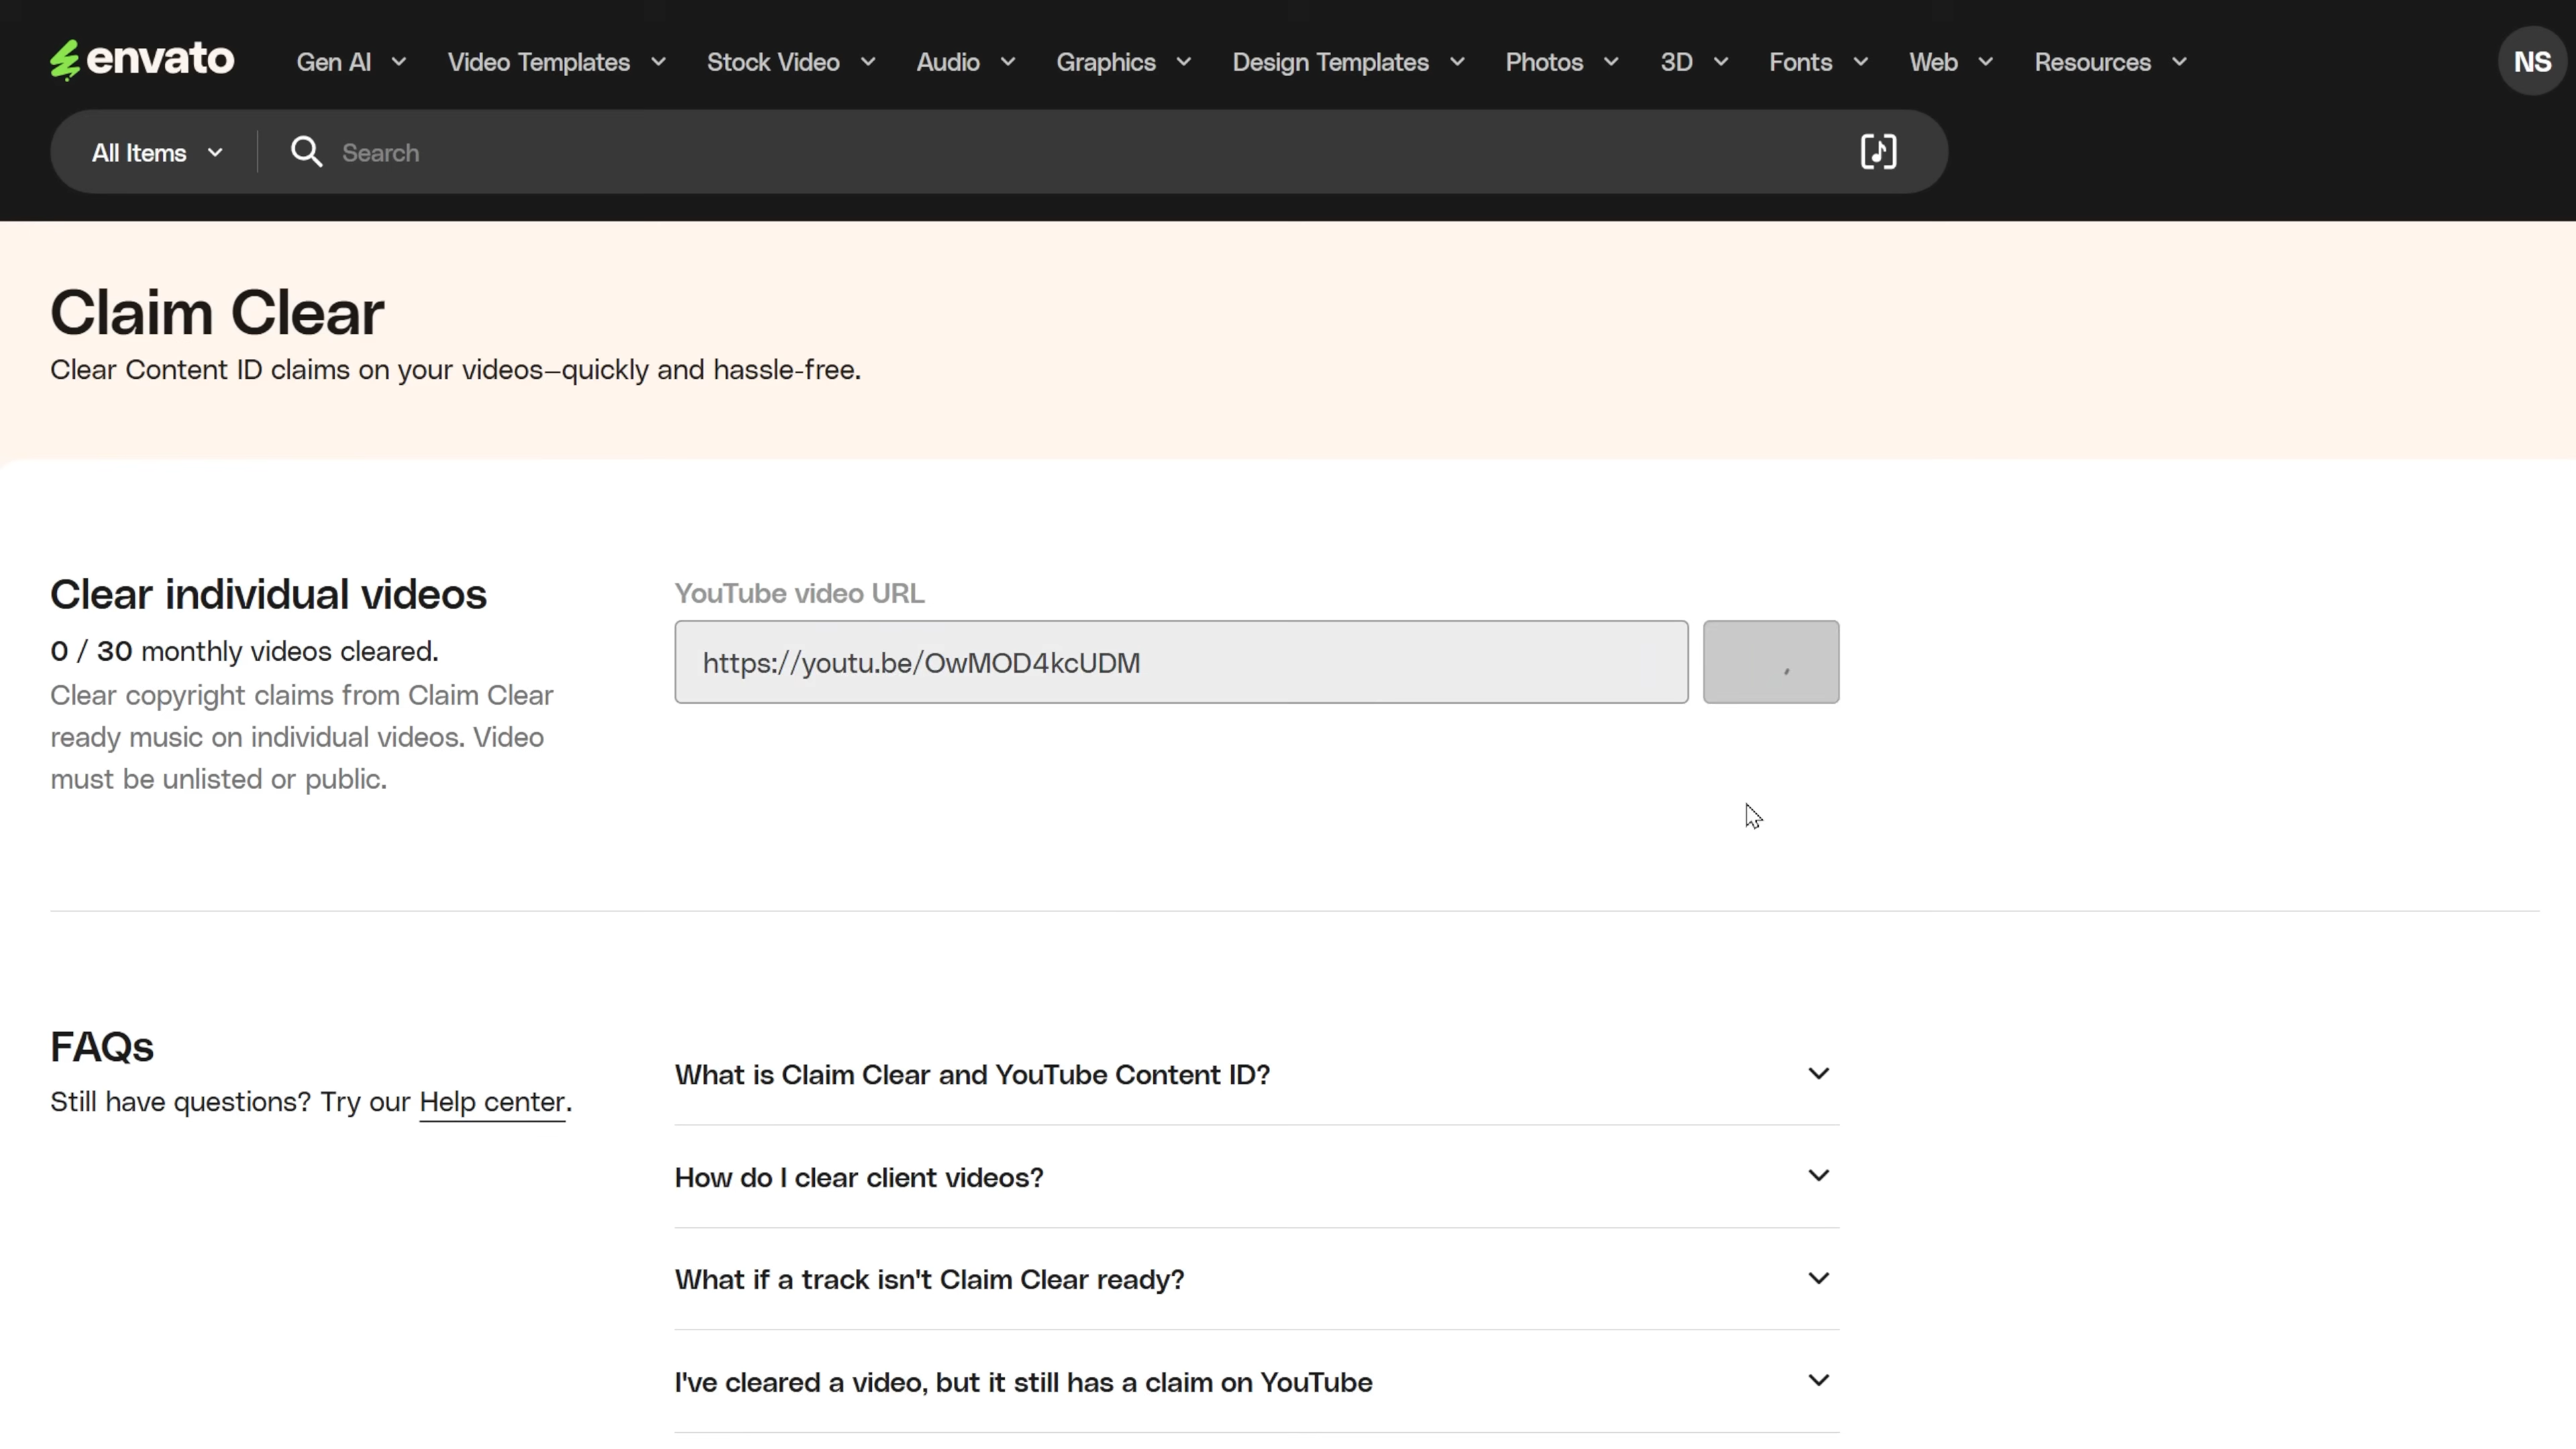 envato
Gen AI Video Templates Stock Video Audio Graphics Design Templates Photos 3D Fonts Web Resources NS
All Items Search
Claim Clear
Clear Content ID claims on your videos–quickly and hassle-free.
Clear individual videos
0 / 30 monthly videos cleared.
Clear copyright claims from Claim Clear
ready music on individual videos. Video
must be unlisted or public.
YouTube video URL
https://youtu.be/OwMOD4kcUDM
FAQs
Still have questions? Try our Help center.
What is Claim Clear and YouTube Content ID?
How do I clear client videos?
What if a track isn't Claim Clear ready?
I've cleared a video, but it still has a claim on YouTube